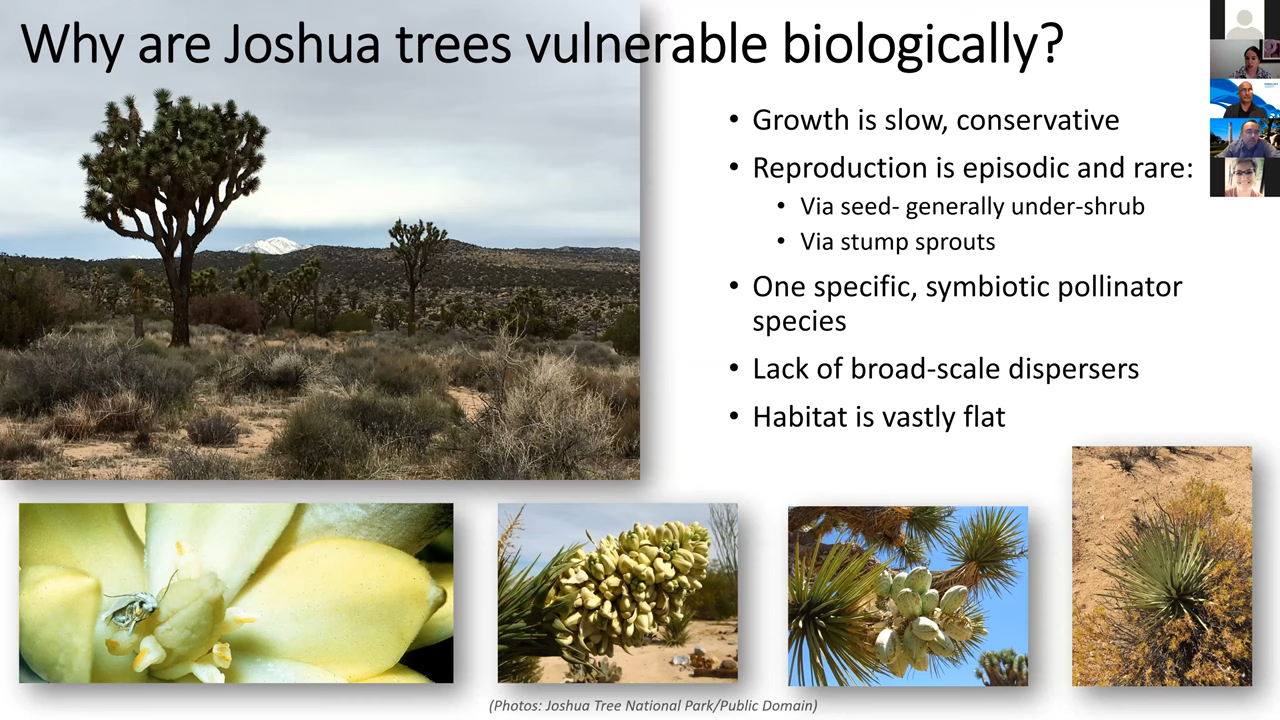 Why are Joshua trees vulnerable biologically?
• Growth is slow, conservative
• Reproduction is episodic and rare:
• Via seed- generally under-shrub
• Via stump sprouts
• One specific, symbiotic pollinator
species
• Lack of broad-scale dispersers
• Habitat is vastly flat
(Photos: Joshua Tree National Park/Public Domain)